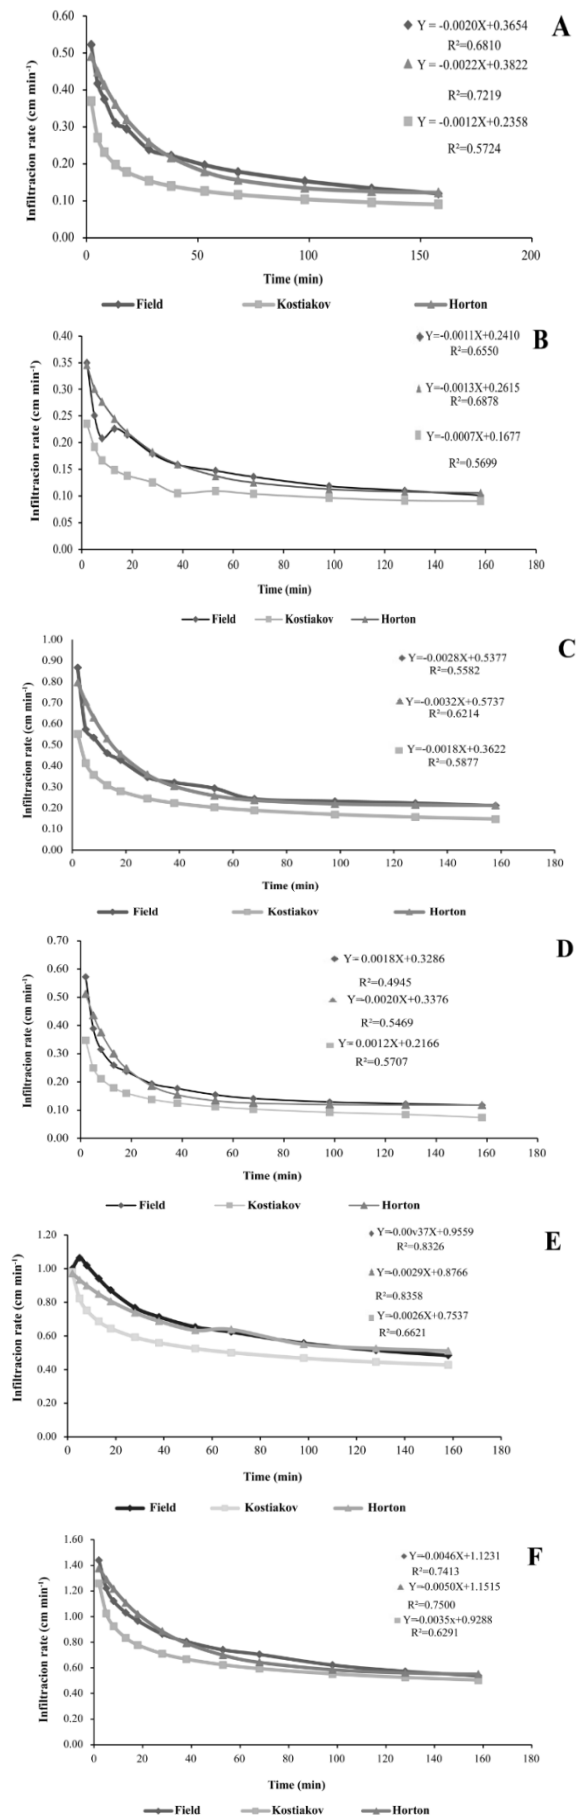 A
0.60
0.50
0.40
0.30
0.20
0.10
0.00
Y = -0.0020X+0.3654
R²=0.6810
Y = -0.0022X+0.3822
R²=0.7219
Y = -0.0012X+0.2358
R²=0.5724
0 50 100 150 200
Infiltracion rate (cm min⁻¹)
Time (min)
Field Kostiakov Horton
B
0.40
0.35
0.30
0.25
0.20
0.15
0.10
0.05
0.00
Y=-0.0011X+0.2410
R²=0.6550
Y=-0.0013X+0.2615
R²=0.6878
Y=-0.0007X+0.1677
R²=0.5699
0 20 40 60 80 100 120 140 160 180
Infiltracion rate (cm min⁻¹)
Time (min)
Field Kostiakov Horton
C
1.00
0.90
0.80
0.70
0.60
0.50
0.40
0.30
0.20
0.10
0.00
Y=-0.0028X+0.5377
R²=0.5582
Y=-0.0032X+0.5737
R²=0.6214
Y=-0.0018X+0.3622
R²=0.5877
0 20 40 60 80 100 120 140 160 180
Infiltracion rate (cm min⁻¹)
Time (min)
Field Kostiakov Horton
D
0.70
0.60
0.50
0.40
0.30
0.20
0.10
0.00
Y= 0.0018X+0.3286
R²=0.4945
Y=-0.0020X+0.3376
R²=0.5469
Y= 0.0012X+0.2166
R²=0.5707
0 20 40 60 80 100 120 140 160 180
Infiltracion rate (cm min⁻¹)
Time (min)
Field Kostiakov Horton
E
1.20
1.00
0.80
0.60
0.40
0.20
0.00
Y=-0.00v37X+0.9559
R²=0.8326
Y=-0.0029X+0.8766
R²=0.8358
Y=-0.0026X+0.7537
R²=0.6621
0 20 40 60 80 100 120 140 160 180
Infiltracion rate (cm min⁻¹)
Time (min)
Field Kostiakov Horton
F
1.60
1.40
1.20
1.00
0.80
0.60
0.40
0.20
0.00
Y=-0.0046X+1.1231
R²=0.7413
Y=-0.0050X+1.1515
R²=0.7500
Y=-0.0035x+0.9288
R²=0.6291
0 20 40 60 80 100 120 140 160 180
Infiltracion rate (cm min⁻¹)
Time (min)
Field Kostiakov Horton